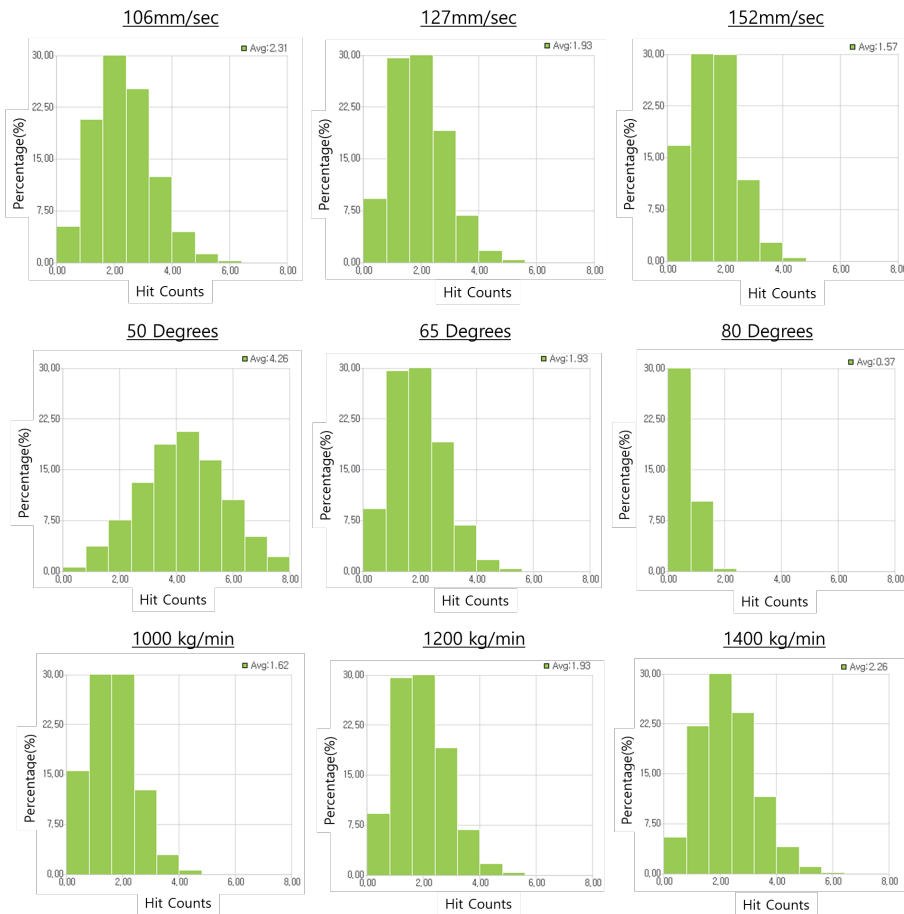 106mm/sec
127mm/sec
152mm/sec
Avg:2.31
Avg:1.93
Avg:1.57
30,00
22,50
15,00
7,50
0,00
0,00 2,00 4,00 6,00 8,00
Percentage(%)
Hit Counts
30,00
22,50
15,00
7,50
0,00
0,00 2,00 4,00 6,00 8,00
Percentage(%)
Hit Counts
30,00
22,50
15,00
7,50
0,00
0,00 2,00 4,00 6,00 8,00
Percentage(%)
Hit Counts
50 Degrees
65 Degrees
80 Degrees
Avg:4.26
Avg:1.93
Avg:0.37
30,00
22,50
15,00
7,50
0,00
0,00 2,00 4,00 6,00 8,00
Percentage(%)
Hit Counts
30,00
22,50
15,00
7,50
0,00
0,00 2,00 4,00 6,00 8,00
Percentage(%)
Hit Counts
30,00
22,50
15,00
7,50
0,00
0,00 2,00 4,00 6,00 8,00
Percentage(%)
Hit Counts
1000 kg/min
1200 kg/min
1400 kg/min
Avg:1.62
Avg:1.93
Avg:2.26
30,00
22,50
15,00
7,50
0,00
0,00 2,00 4,00 6,00 8,00
Percentage(%)
Hit Counts
30,00
22,50
15,00
7,50
0,00
0,00 2,00 4,00 6,00 8,00
Percentage(%)
Hit Counts
30,00
22,50
15,00
7,50
0,00
0,00 2,00 4,00 6,00 8,00
Percentage(%)
Hit Counts